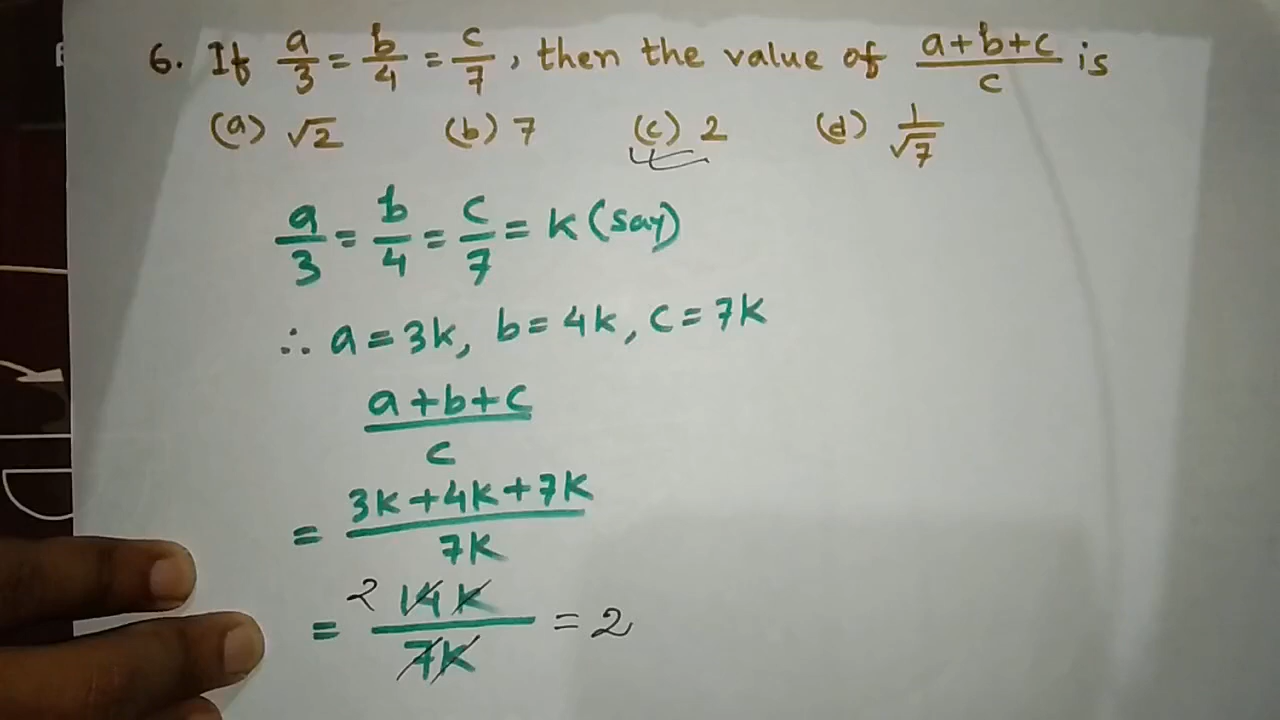 6. If a/3 = b/4 = c/7, then the value of (a+b+c)/c is
(a) √2 (b) 7 (c) 2 (d) 1/√7
a/3 = b/4 = c/7 = K (say)
∴ a = 3K, b = 4K, c = 7K
(a+b+c)/c
= (3K+4K+7K)/7K
= 2 14K/7K = 2